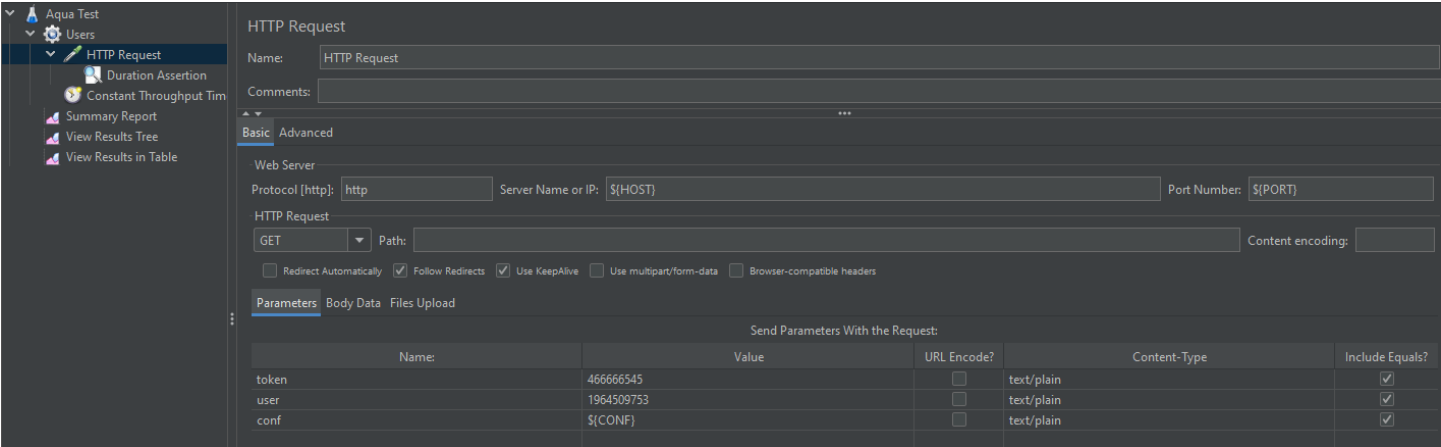 Aqua Test
Users
HTTP Request
Duration Assertion
Constant Throughput Tim
Summary Report
View Results Tree
View Results in Table
HTTP Request
Name: HTTP Request
Comments:
Basic Advanced
Web Server
Protocol [http]: http Server Name or IP: ${HOST} Port Number: ${PORT}
HTTP Request
GET Path: Content encoding:
Redirect Automatically Follow Redirects Use KeepAlive Use multipart/form-data Browser-compatible headers
Parameters Body Data Files Upload
Send Parameters With the Request:
Name: Value URL Encode? Content-Type Include Equals?
token 466666545 text/plain
user 1964509753 text/plain
conf ${CONF} text/plain